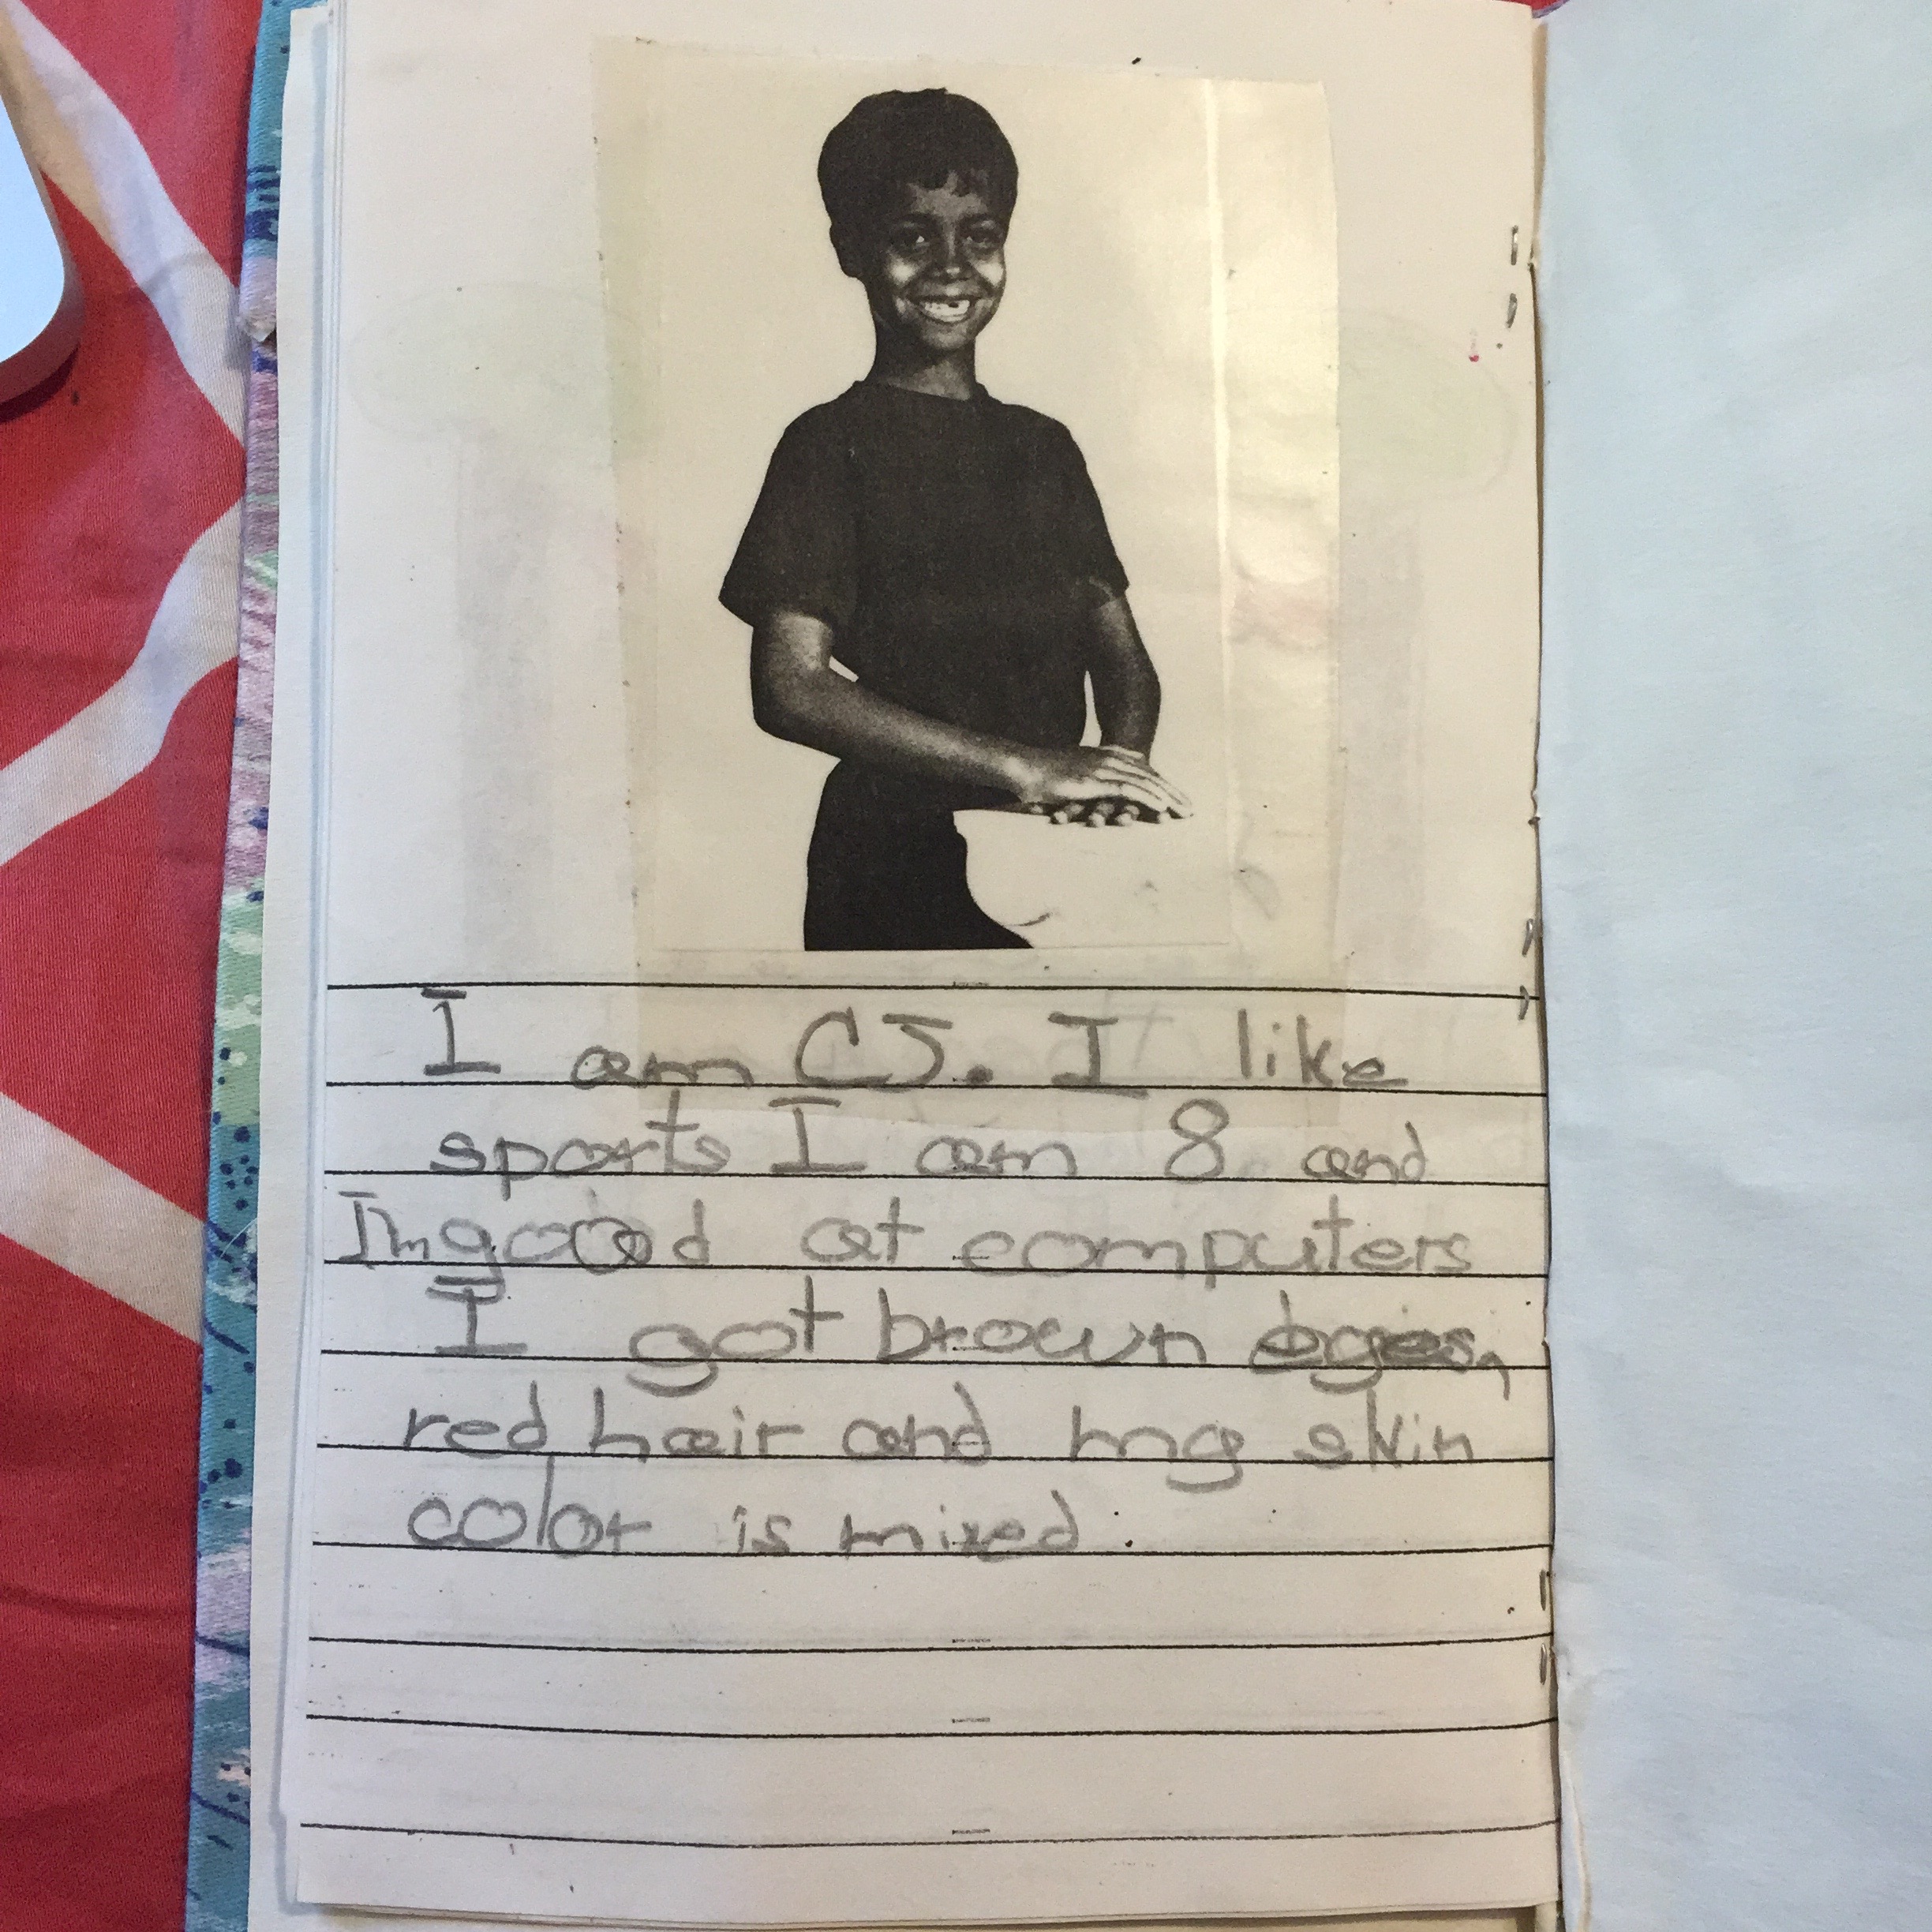 I am CJ. I like
sports I am 8 and
Im good at computers
I got brown eyes,
red hair and my skin
color is mixed.